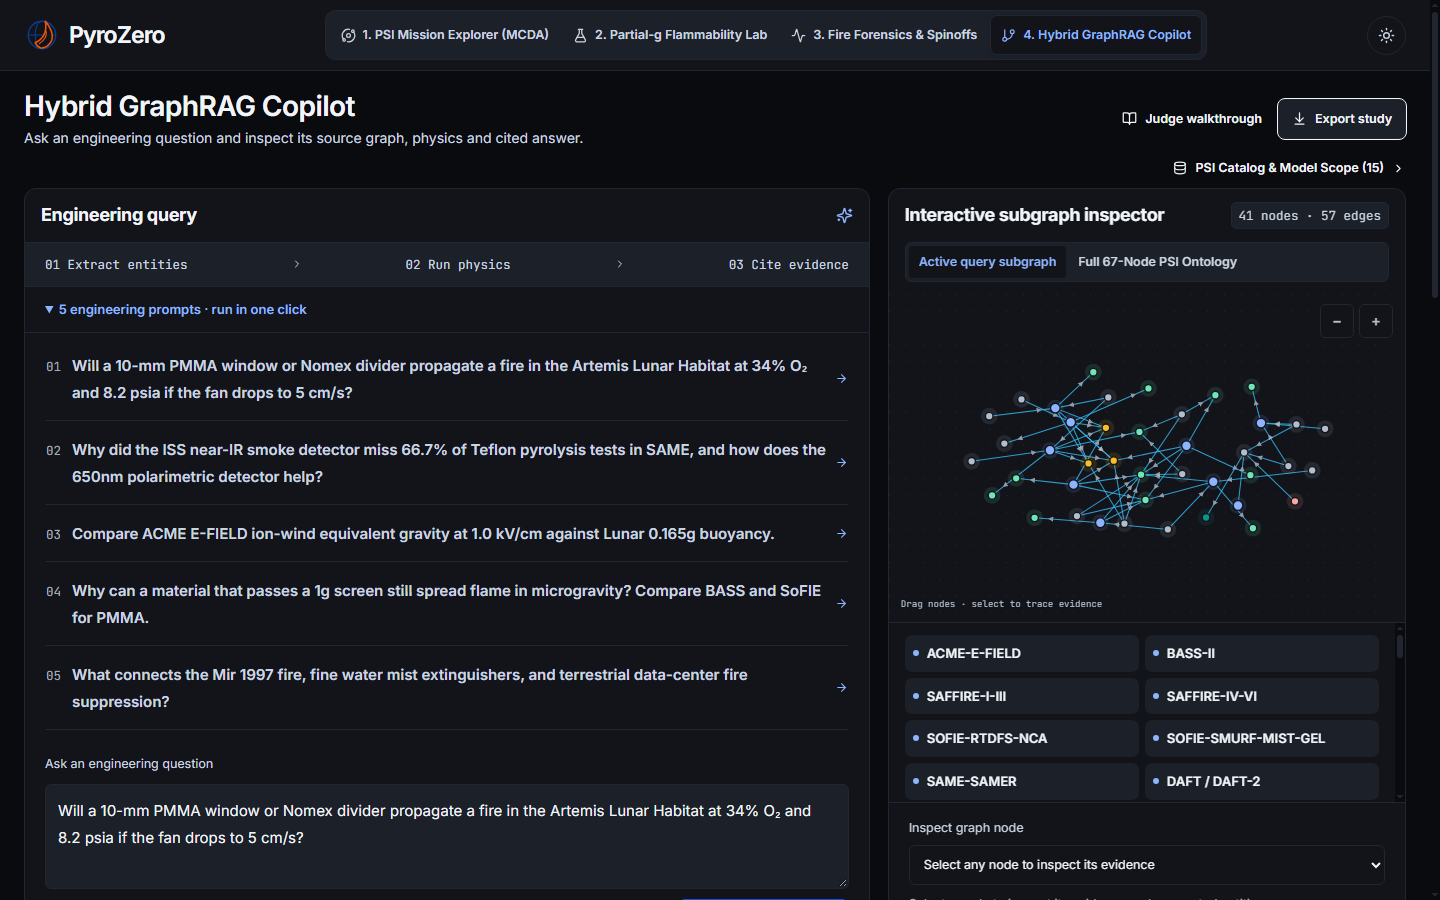 PyroZero
1. PSI Mission Explorer (MCDA)
2. Partial-g Flammability Lab
3. Fire Forensics & Spinoffs
4. Hybrid GraphRAG Copilot
Hybrid GraphRAG Copilot
Ask an engineering question and inspect its source graph, physics and cited answer.
Judge walkthrough
Export study
PSI Catalog & Model Scope (15)
Engineering query
01 Extract entities
02 Run physics
03 Cite evidence
▼ 5 engineering prompts · run in one click
01 Will a 10-mm PMMA window or Nomex divider propagate a fire in the Artemis Lunar Habitat at 34% O₂
and 8.2 psia if the fan drops to 5 cm/s?
02 Why did the ISS near-IR smoke detector miss 66.7% of Teflon pyrolysis tests in SAME, and how does the
650nm polarimetric detector help?
03 Compare ACME E-FIELD ion-wind equivalent gravity at 1.0 kV/cm against Lunar 0.165g buoyancy.
04 Why can a material that passes a 1g screen still spread flame in microgravity? Compare BASS and SoFIE
for PMMA.
05 What connects the Mir 1997 fire, fine water mist extinguishers, and terrestrial data-center fire
suppression?
Ask an engineering question
Will a 10-mm PMMA window or Nomex divider propagate a fire in the Artemis Lunar Habitat at 34% O₂ and
8.2 psia if the fan drops to 5 cm/s?
Interactive subgraph inspector
41 nodes · 57 edges
Active query subgraph
Full 67-Node PSI Ontology
−
+
Drag nodes · select to trace evidence
ACME-E-FIELD
BASS-II
SAFFIRE-I-III
SAFFIRE-IV-VI
SOFIE-RTDFS-NCA
SOFIE-SMURF-MIST-GEL
SAME-SAMER
DAFT / DAFT-2
Inspect graph node
Select any node to inspect its evidence